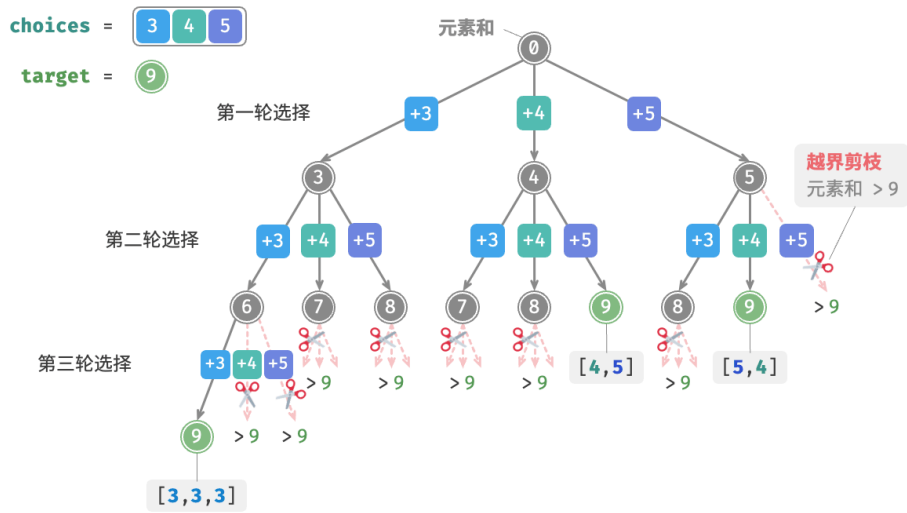 choices = 3 4 5
元素和
0
target = 9
第一轮选择
+3 +4 +5
3 4 5
越界剪枝
元素和 > 9
第二轮选择
+3 +4 +5 +3 +4 +5 +3 +4 +5
6 7 8 7 8 9 8 9 > 9
第三轮选择
+3 +4 +5
> 9 > 9 > 9 > 9 > 9
[4,5] [5,4]
9 > 9 > 9
[3,3,3]